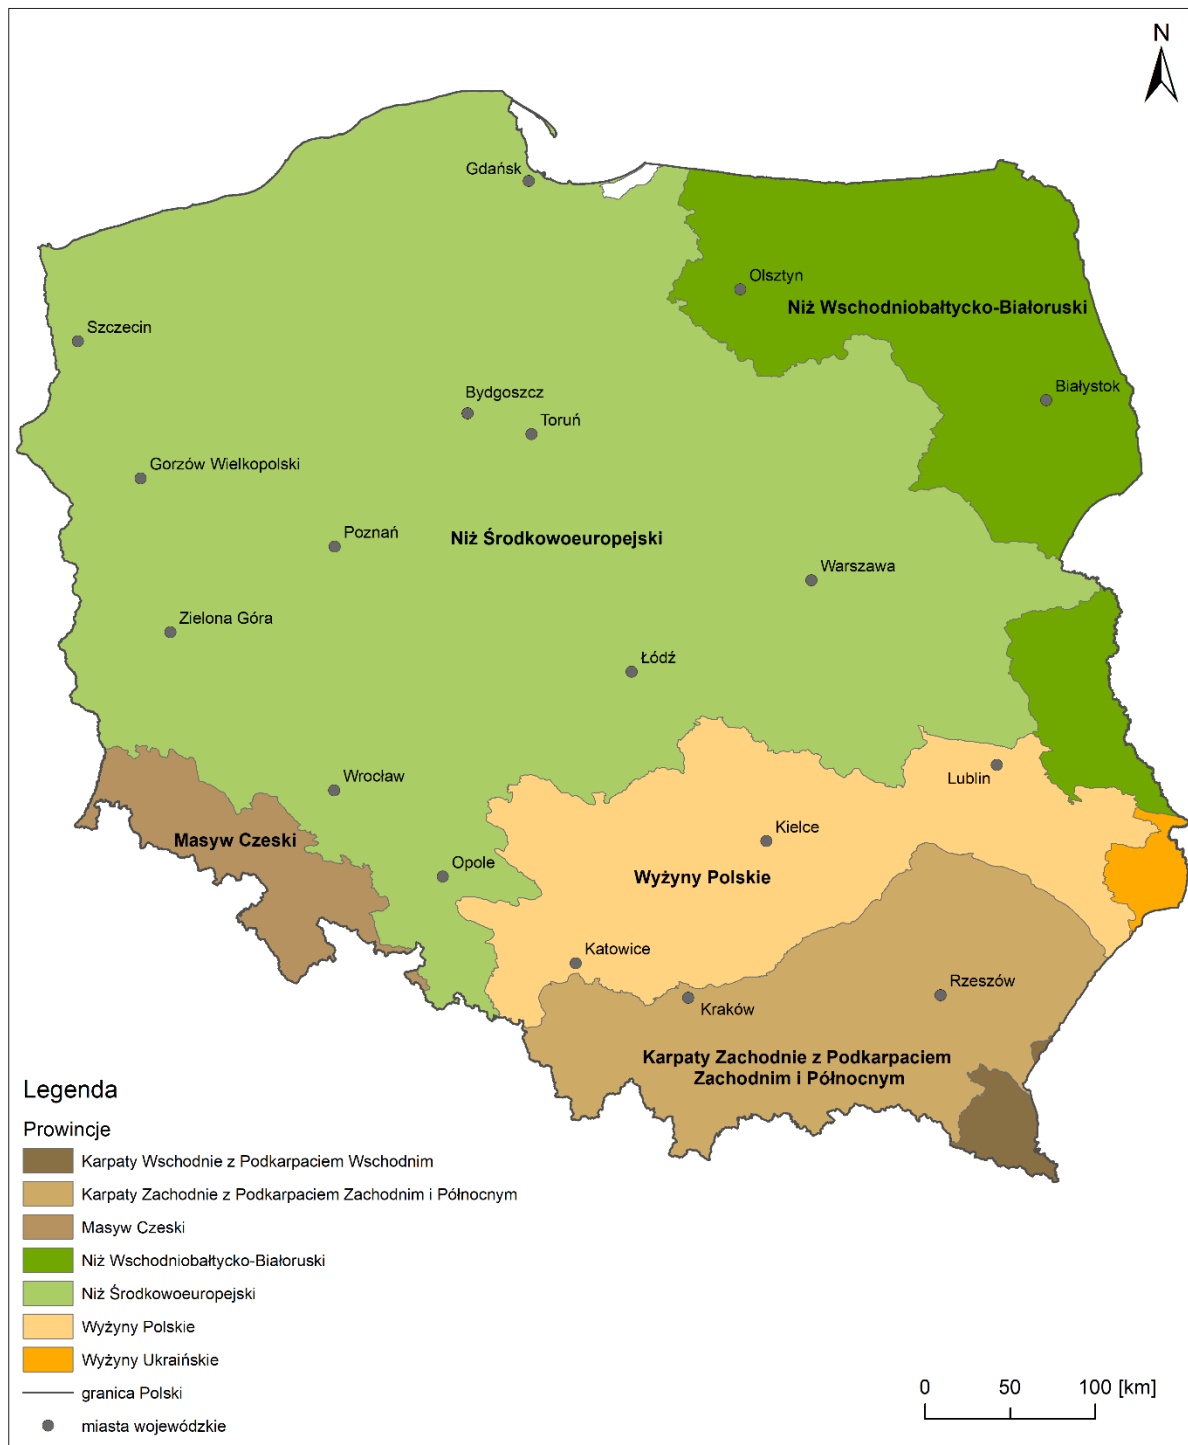 N
Gdańsk
Olsztyn
Niż Wschodniobałtycko-Białoruski
Szczecin
Bydgoszcz
Białystok
Toruń
Gorzów Wielkopolski
Poznań
Niż Środkowoeuropejski
Warszawa
Zielona Góra
Łódź
Wrocław
Lublin
Masyw Czeski
Kielce
Opole
Wyżyny Polskie
Katowice
Rzeszów
Kraków
Karpaty Zachodnie z Podkarpaciem
Zachodnim i Północnym
Legenda
Prowincje
Karpaty Wschodnie z Podkarpaciem Wschodnim
Karpaty Zachodnie z Podkarpaciem Zachodnim i Północnym
Masyw Czeski
Niż Wschodniobałtycko-Białoruski
Niż Środkowoeuropejski
Wyżyny Polskie
Wyżyny Ukraińskie
granica Polski
miasta wojewódzkie
0 50 100 [km]